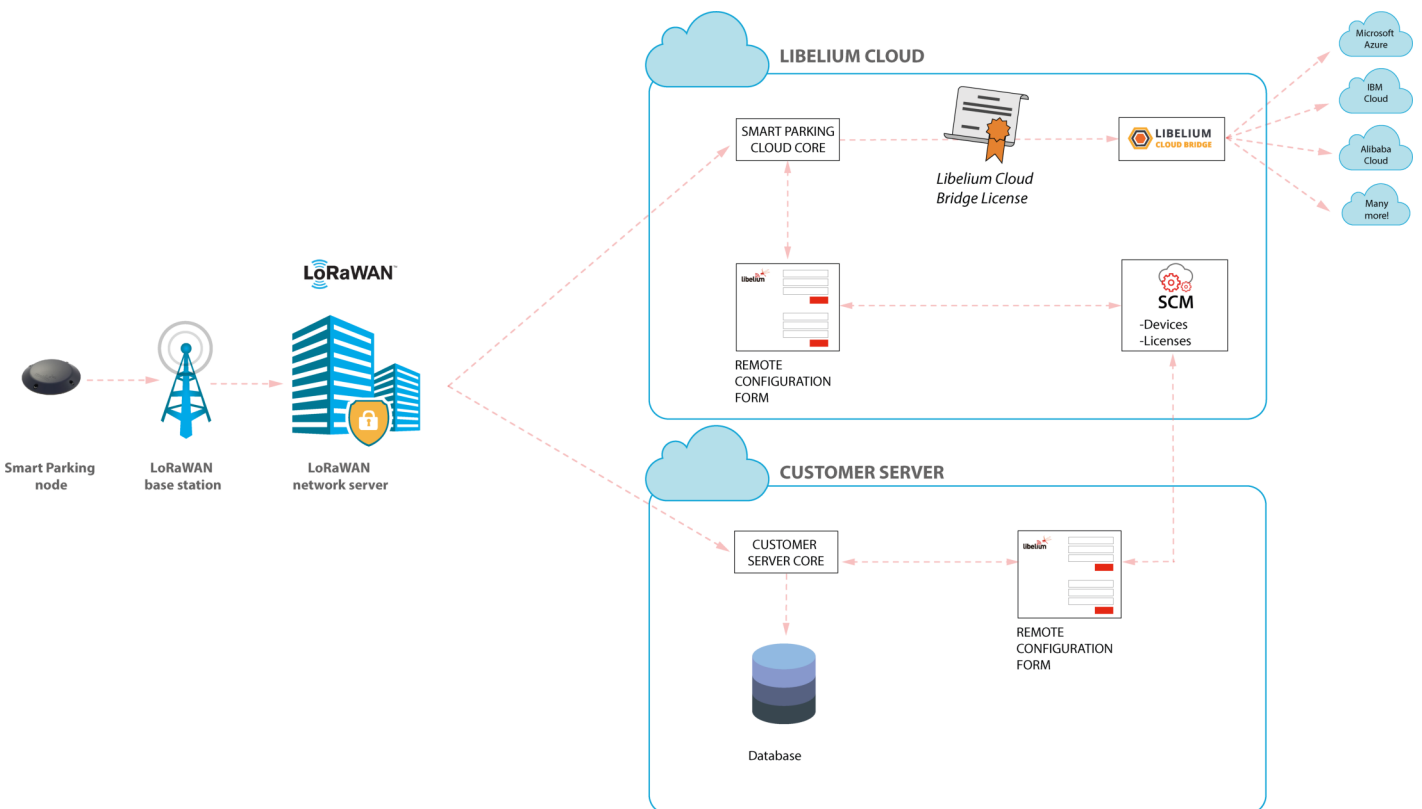 LIBELIUM CLOUD
Microsoft
Azure
IBM
Cloud
Alibaba
Cloud
Many
more!
SMART PARKING
CLOUD CORE
Libelium Cloud
Bridge License
LIBELIUM
CLOUD BRIDGE
LoRaWAN™
libelium
REMOTE
CONFIGURATION
FORM
SCM
-Devices
-Licenses
Smart Parking
node
LoRaWAN
base station
LoRaWAN
network server
CUSTOMER SERVER
CUSTOMER
SERVER CORE
libelium
REMOTE
CONFIGURATION
FORM
Database